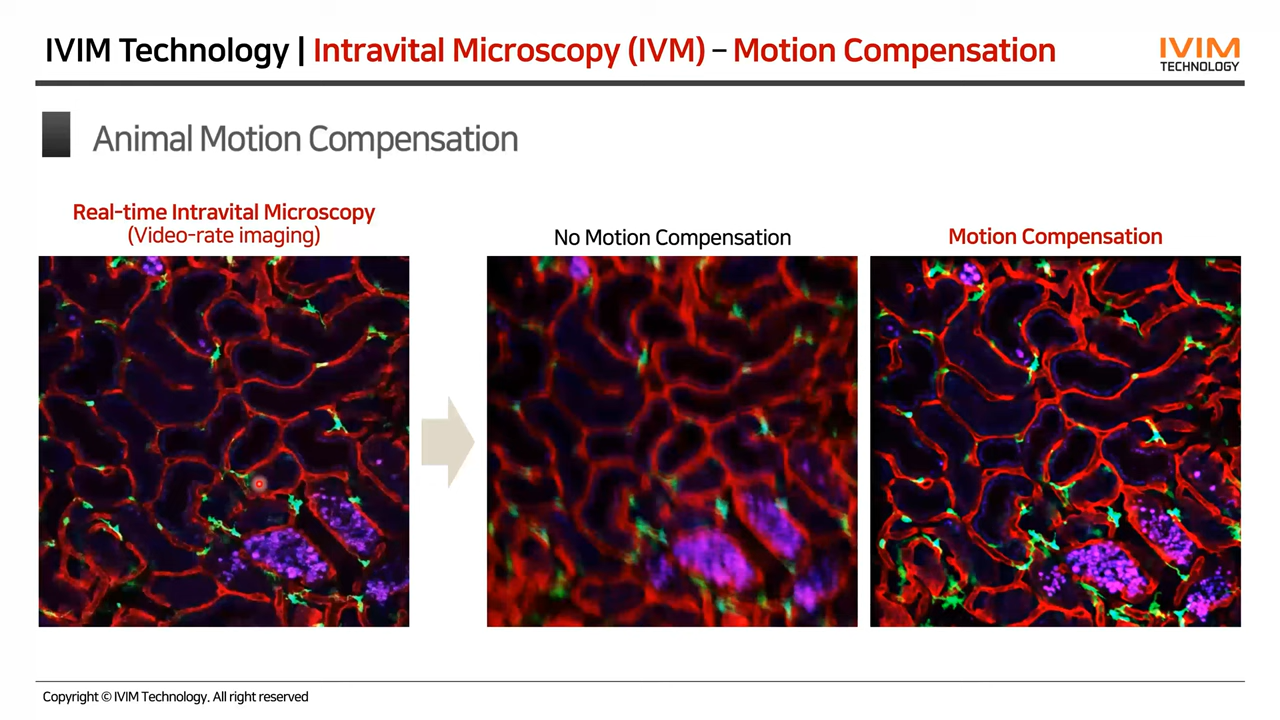 IVIM Technology | Intravital Microscopy (IVM) – Motion Compensation
IVIM
TECHNOLOGY
Animal Motion Compensation
Real-time Intravital Microscopy
(Video-rate imaging)
No Motion Compensation
Motion Compensation
Copyright © IVIM Technology. All right reserved